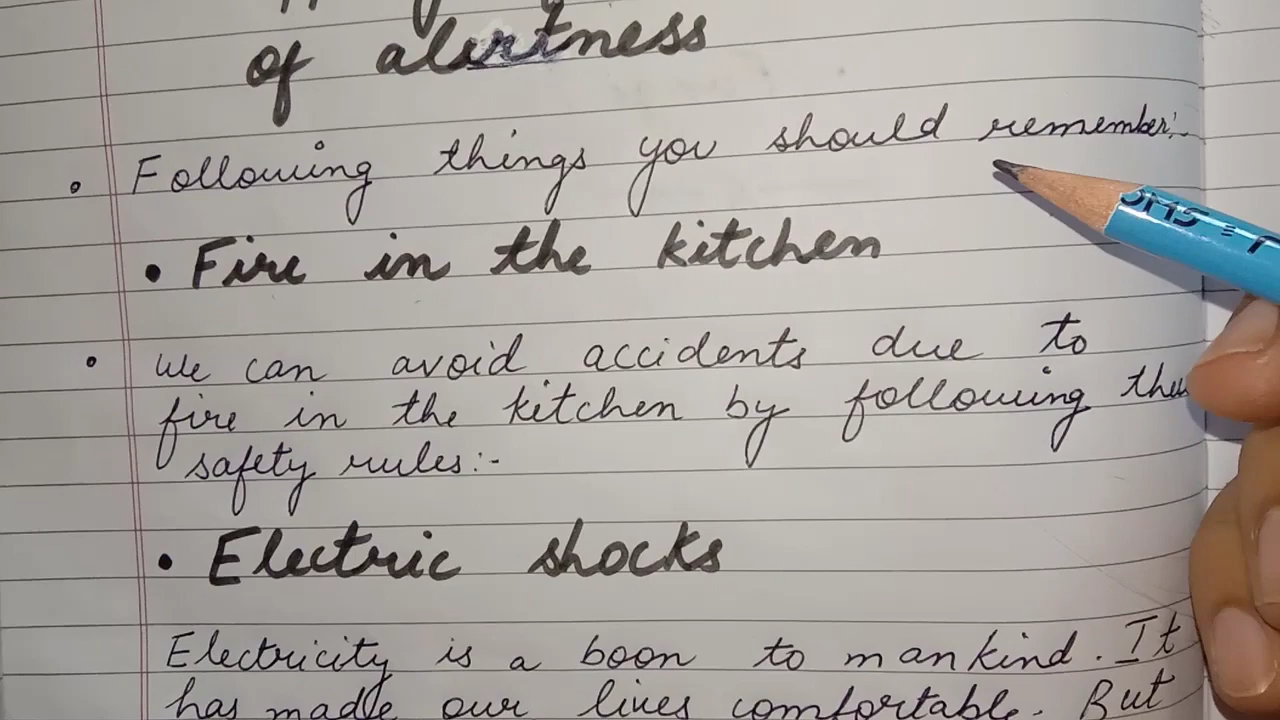 of alertness
• Following things you should remember:-
• Fire in the kitchen
• We can avoid accidents due to
fire in the kitchen by following
safety rules:-
• Electric shocks
Electricity is a boon to mankind. It
has made our lives comfortable. But